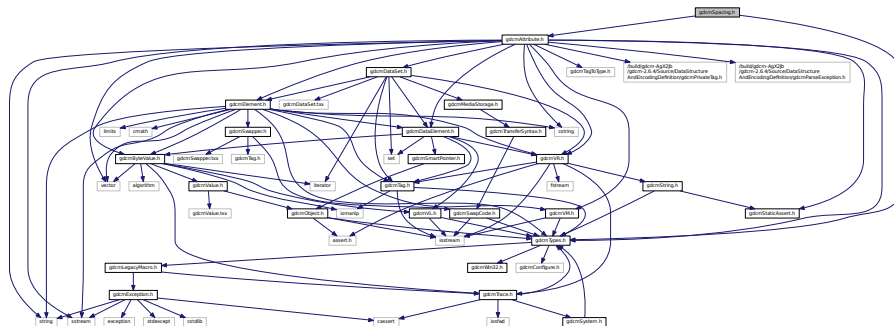 gdcmSpacing.h
gdcmAttribute.h
gdcmDataSet.h
gdcmTagToType.h
/build/gdcm-AgX2Jb
/gdcm-2.6.4/Source/DataStructure
AndEncodingDefinition/gdcmPrivateTag.h
/build/gdcm-AgX2Jb
/gdcm-2.6.4/Source/DataStructure
AndEncodingDefinition/gdcmParseException.h
gdcmElement.h
gdcmDataSet.txx
gdcmMediaStorage.h
limits
cmath
gdcmSwapper.h
gdcmDataElement.h
gdcmTransferSyntax.h
cstring
gdcmByteValue.h
gdcmSwapper.txx
gdcmTag.h
set
gdcmSmartPointer.h
gdcmVR.h
vector
algorithm
gdcmValue.h
iterator
gdcmTag.h
fstream
gdcmString.h
gdcmValue.txx
gdcmObject.h
iomanip
gdcmVL.h
gdcmSwapCode.h
gdcmVM.h
gdcmStaticAssert.h
assert.h
iostream
gdcmTypes.h
gdcmLegacyMacro.h
gdcmWin32.h
gdcmConfigure.h
gdcmException.h
gdcmTrace.h
string
sstream
exception
stdexcept
cstdlib
cassert
iosfwd
gdcmSystem.h